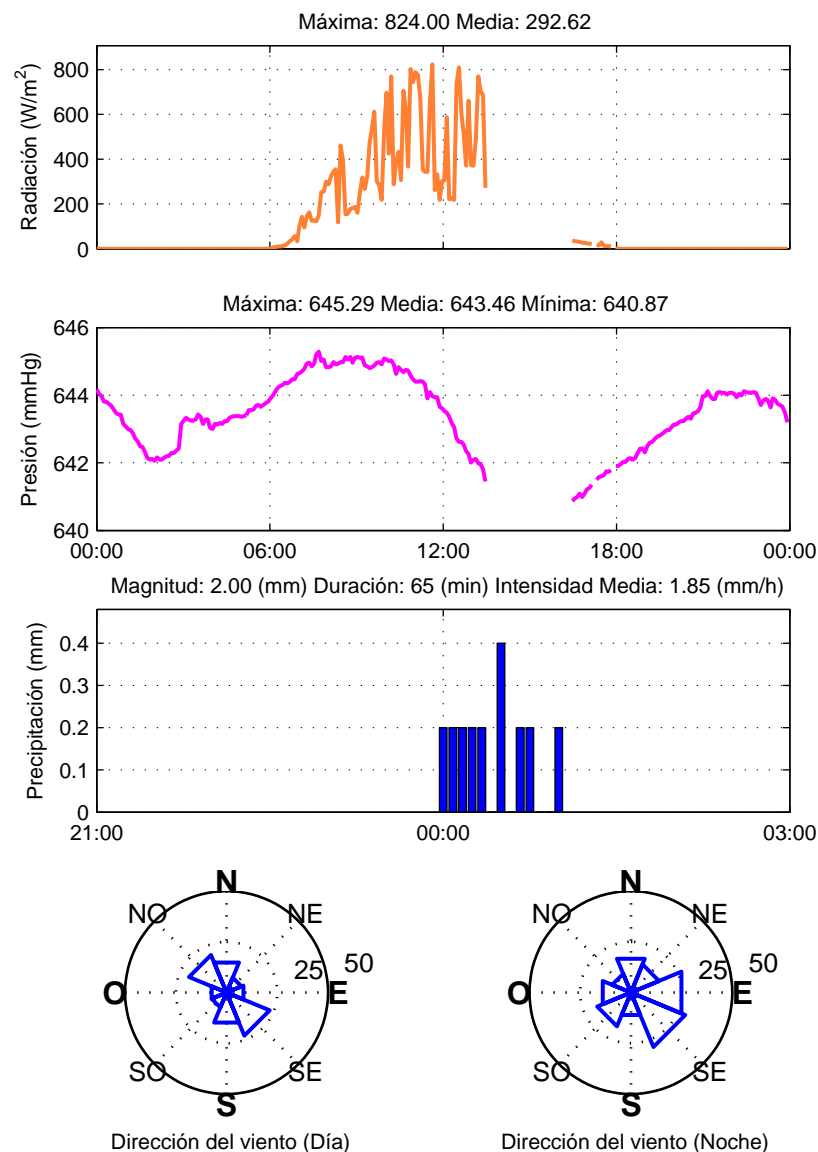 Máxima: 824.00 Media: 292.62
Radiación (W/m²)
800
600
400
200
0
Máxima: 645.29 Media: 643.46 Mínima: 640.87
Presión (mmHg)
646
644
642
640
00:00 06:00 12:00 18:00 00:00
Magnitud: 2.00 (mm) Duración: 65 (min) Intensidad Media: 1.85 (mm/h)
Precipitación (mm)
0.4
0.3
0.2
0.1
0
21:00 00:00 03:00
N N
NO NE NO NE
25 50 25 50
O E O E
SO SE SO SE
S S
Dirección del viento (Día) Dirección del viento (Noche)